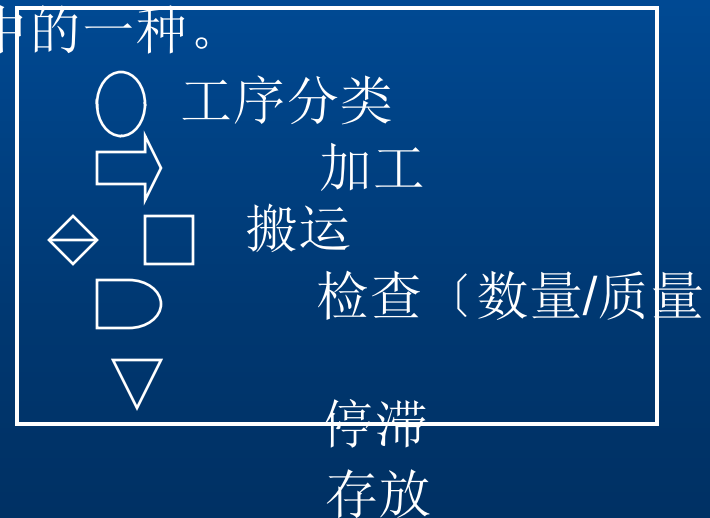 中的一种。
工序分类
加工
搬运
检查〔数量/质量
停滞
存放